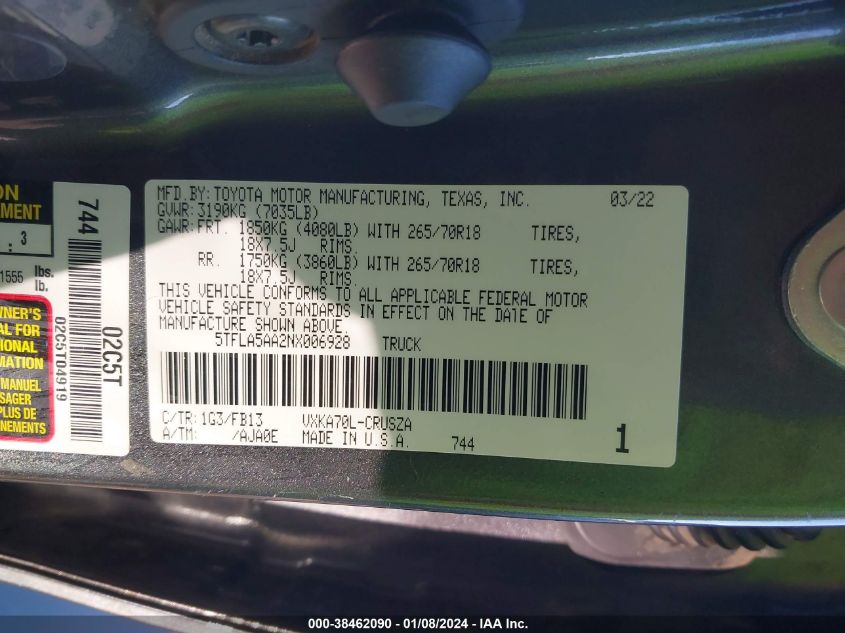 ON
EMENT
. 3
1555 lbs.
lb.
WNER'S
AL FOR
IONAL
MATION
MANUEL
SAGER
PLUS DE
NEMENTS
744
02C5T
02C5T04919
MFD.BY:TOYOTA MOTOR MANUFACTURING, TEXAS, INC. 03/22
GVWR:3190KG (7035LB)
GAWR:FRT. 1850KG (4080LB) WITH 265/70R18 TIRES,
18X7.5J RIMS.
RR. 1750KG (3860LB) WITH 265/70R18 TIRES,
18X7.5J RIMS.
THIS VEHICLE CONFORMS TO ALL APPLICABLE FEDERAL MOTOR
VEHICLE SAFETY STANDARDS IN EFFECT ON THE DATE OF
MANUFACTURE SHOWN ABOVE.
5TFLA5AA2NX006928 TRUCK
C/TR:1G3/FB13 VXKA70L-CRUSZA
A/TM: /AJA0E MADE IN U.S.A. 744
1
000-38462090 - 01/08/2024 - IAA Inc.